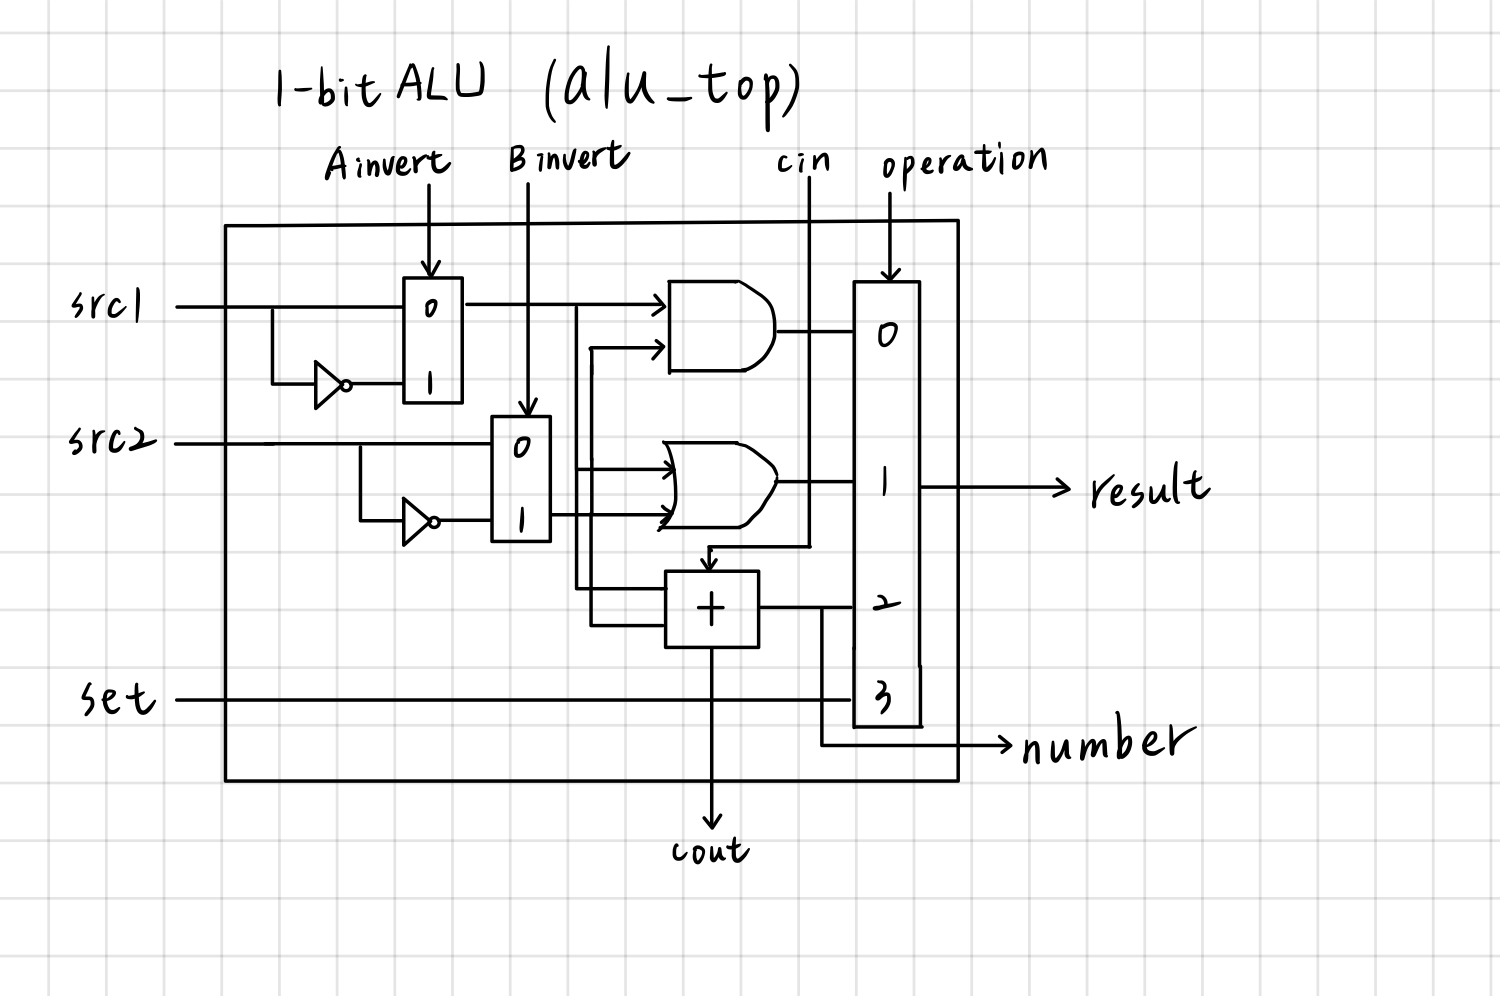 1-bit ALU (alu_top)
Ainvert Binvert cin operation
src1
0
1
0
src2
0
1
1
result
+
2
set
3
number
cout